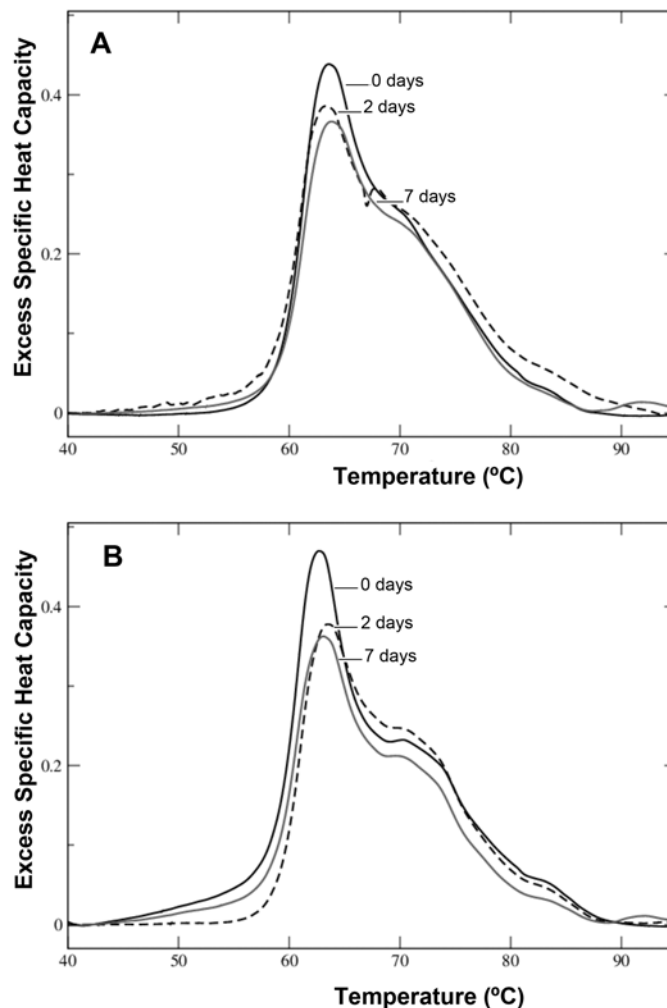 A
0 days
2 days
7 days
Excess Specific Heat Capacity
0.4
0.2
0
40 50 60 70 80 90
Temperature (ºC)
B
0 days
2 days
7 days
Excess Specific Heat Capacity
0.4
0.2
0
40 50 60 70 80 90
Temperature (ºC)